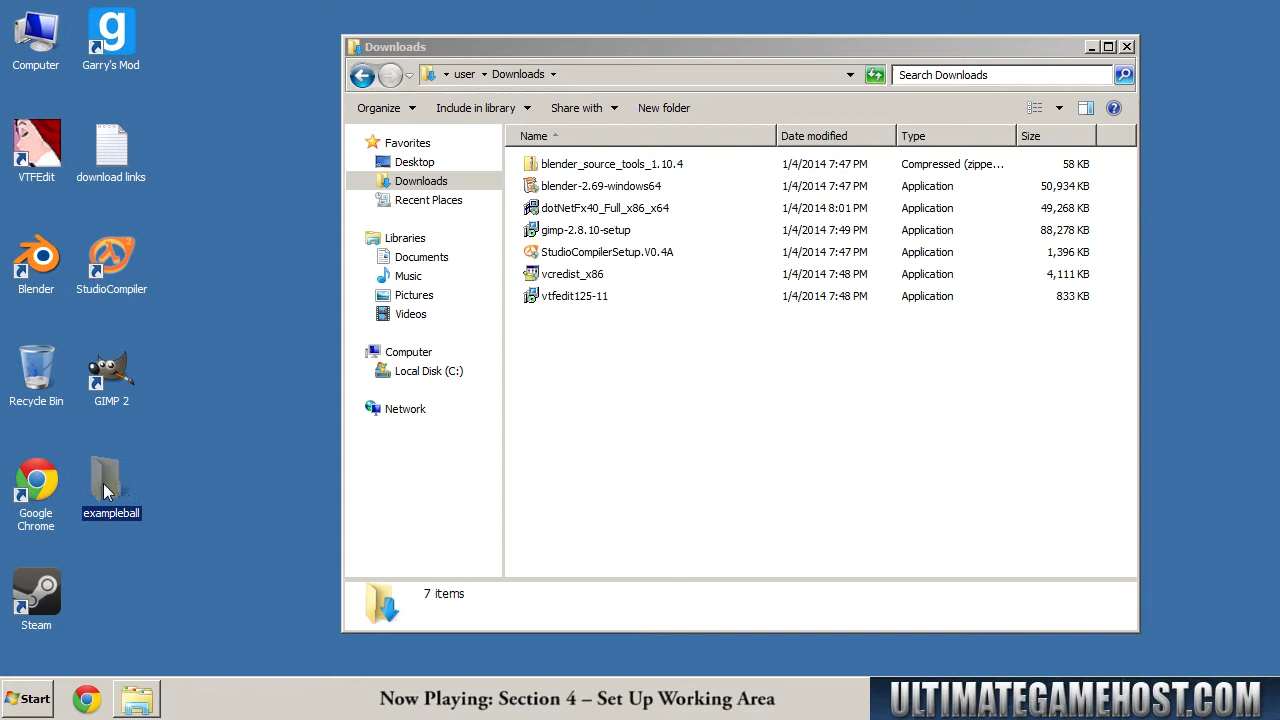 Computer
Garry's Mod
VTFEdit
download links
Blender
StudioCompiler
Recycle Bin
GIMP 2
Google
Chrome
exampleball
Steam
Downloads
user
Downloads
Search Downloads
Organize
Include in library
Share with
New folder
Favorites
Desktop
Downloads
Recent Places
Libraries
Documents
Music
Pictures
Videos
Computer
Local Disk (C:)
Network
Name Date modified Type Size
blender_source_tools_1.10.4 1/4/2014 7:47 PM Compressed (zippe... 58 KB
blender-2.69-windows64 1/4/2014 7:47 PM Application 50,934 KB
dotNetFx40_Full_x86_x64 1/4/2014 8:01 PM Application 49,268 KB
gimp-2.8.10-setup 1/4/2014 7:49 PM Application 88,278 KB
StudioCompilerSetup.V0.4A 1/4/2014 7:47 PM Application 1,396 KB
vcredist_x86 1/4/2014 7:48 PM Application 4,111 KB
vtfedit125-11 1/4/2014 7:48 PM Application 833 KB
7 items
Start
Now Playing: Section 4 – Set Up Working Area
ULTIMATEGAMEHOST.COM